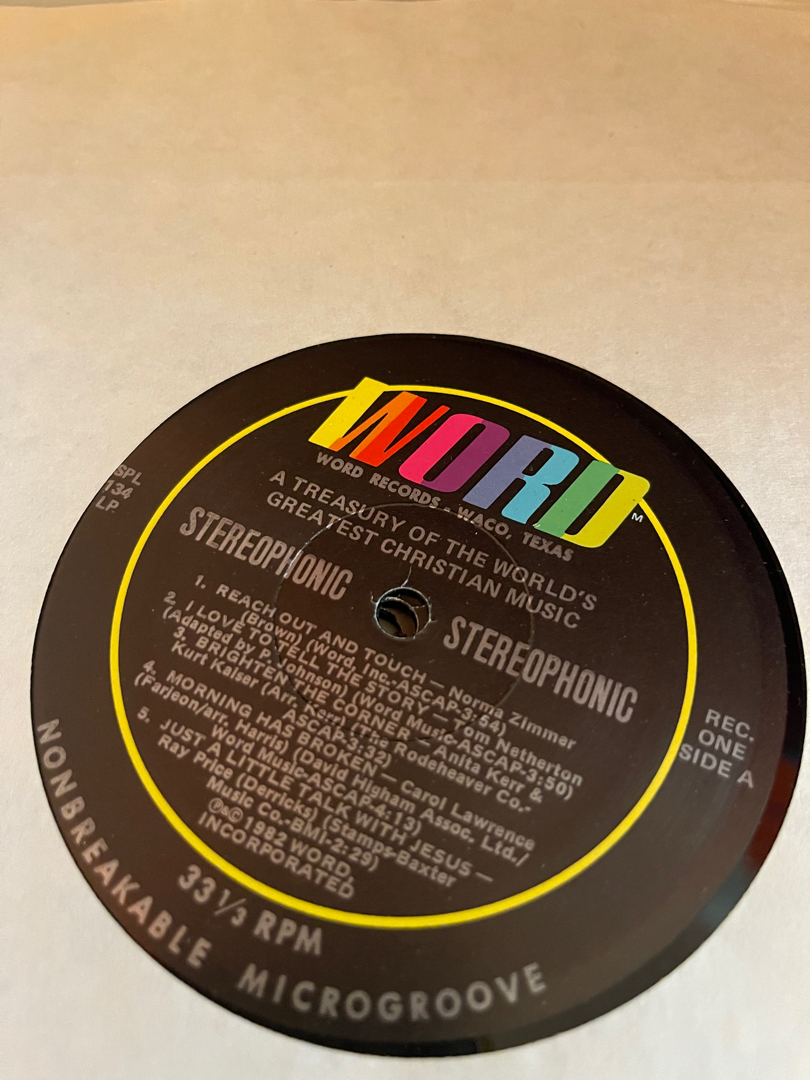 WORD
WORD RECORDS - WACO, TEXAS
SPL
134
LP
A TREASURY OF THE WORLD'S
GREATEST CHRISTIAN MUSIC
STEREOPHONIC
STEREOPHONIC
1. REACH OUT AND TOUCH — Norma Zimmer
(Brown) (Word, Inc.-ASCAP-3:54)
2. I LOVE TO TELL THE STORY — Tom Netherton
(Adapted by P. Johnson) (Word Music-ASCAP-3:50)
3. BRIGHTEN THE CORNER — Anita Kerr &
Kurt Kaiser (Arr. Kerr) (The Rodeheaver Co.-
ASCAP-3:32)
4. MORNING HAS BROKEN — Carol Lawrence
(Farjeon/arr. Harris) (David Higham Assoc. Ltd./
Word Music-ASCAP-4:13)
5. JUST A LITTLE TALK WITH JESUS —
Ray Price (Derricks) (Stamps-Baxter
Music Co.-BMI-2:29)
℗©1982 WORD,
INCORPORATED
REC.
ONE
SIDE A
33 1/3 RPM
NONBREAKABLE MICROGROOVE